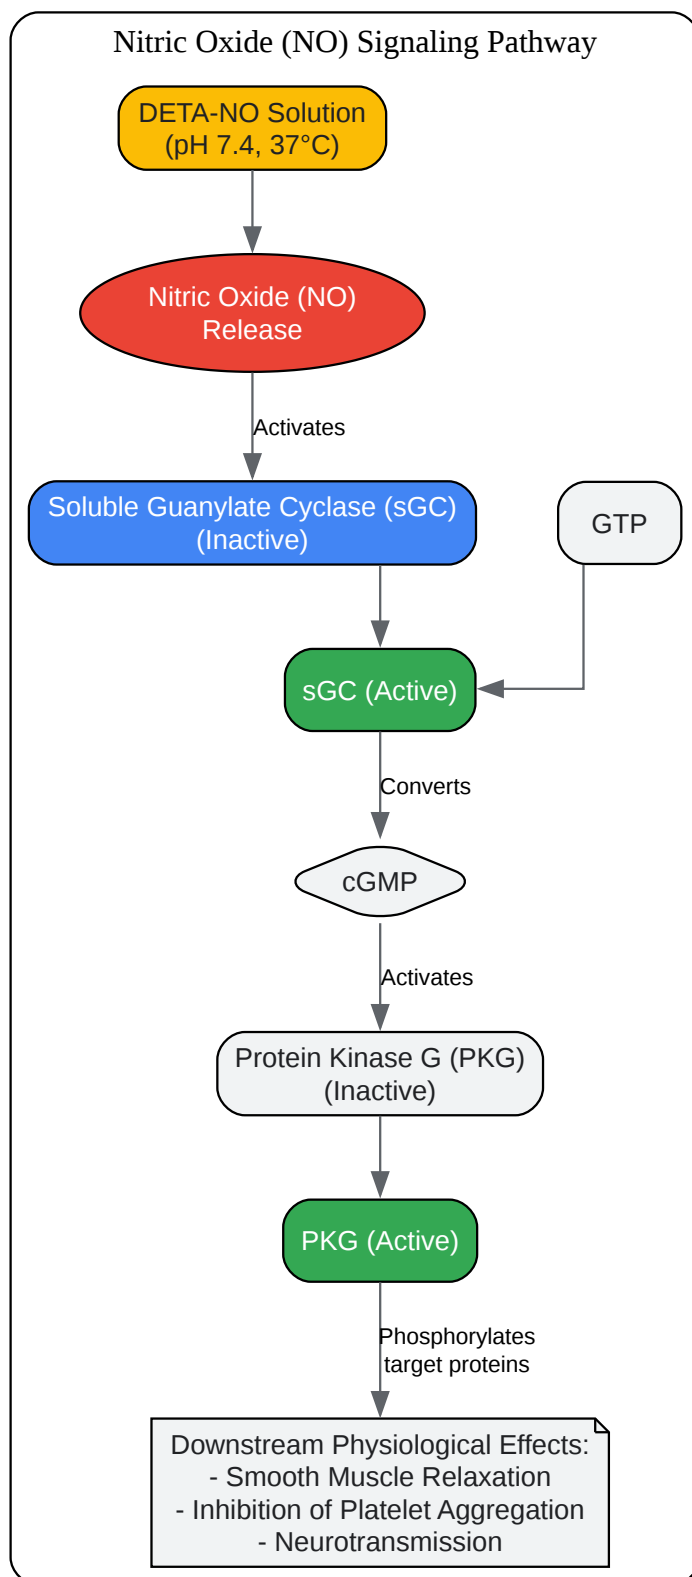 Nitric Oxide (NO) Signaling Pathway
DETA-NO Solution
(pH 7.4, 37°C)
Nitric Oxide (NO)
Release
Activates
Soluble Guanylate Cyclase (sGC)
(Inactive)
GTP
sGC (Active)
Converts
cGMP
Activates
Protein Kinase G (PKG)
(Inactive)
PKG (Active)
Phosphorylates
target proteins
Downstream Physiological Effects:
- Smooth Muscle Relaxation
- Inhibition of Platelet Aggregation
- Neurotransmission